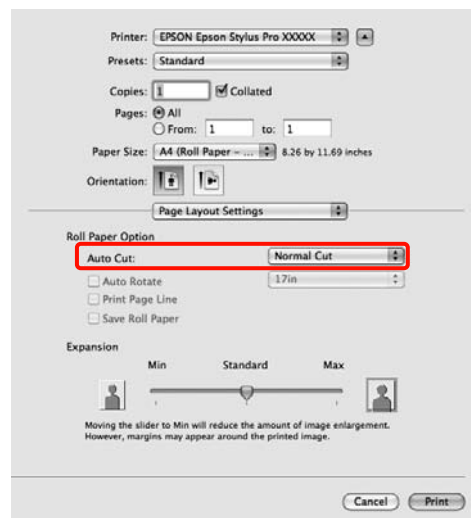 Printer: EPSON Epson Stylus Pro XXXXX
Presets: Standard
Copies: 1 Collated
Pages: All
From: 1 to: 1
Paper Size: A4 (Roll Paper – ... 8.26 by 11.69 inches
Orientation:
Page Layout Settings
Roll Paper Option
Auto Cut: Normal Cut
Auto Rotate 17in
Print Page Line
Save Roll Paper
Expansion
Min Standard Max
Moving the slider to Min will reduce the amount of image enlargement.
However, margins may appear around the printed image.
Cancel Print